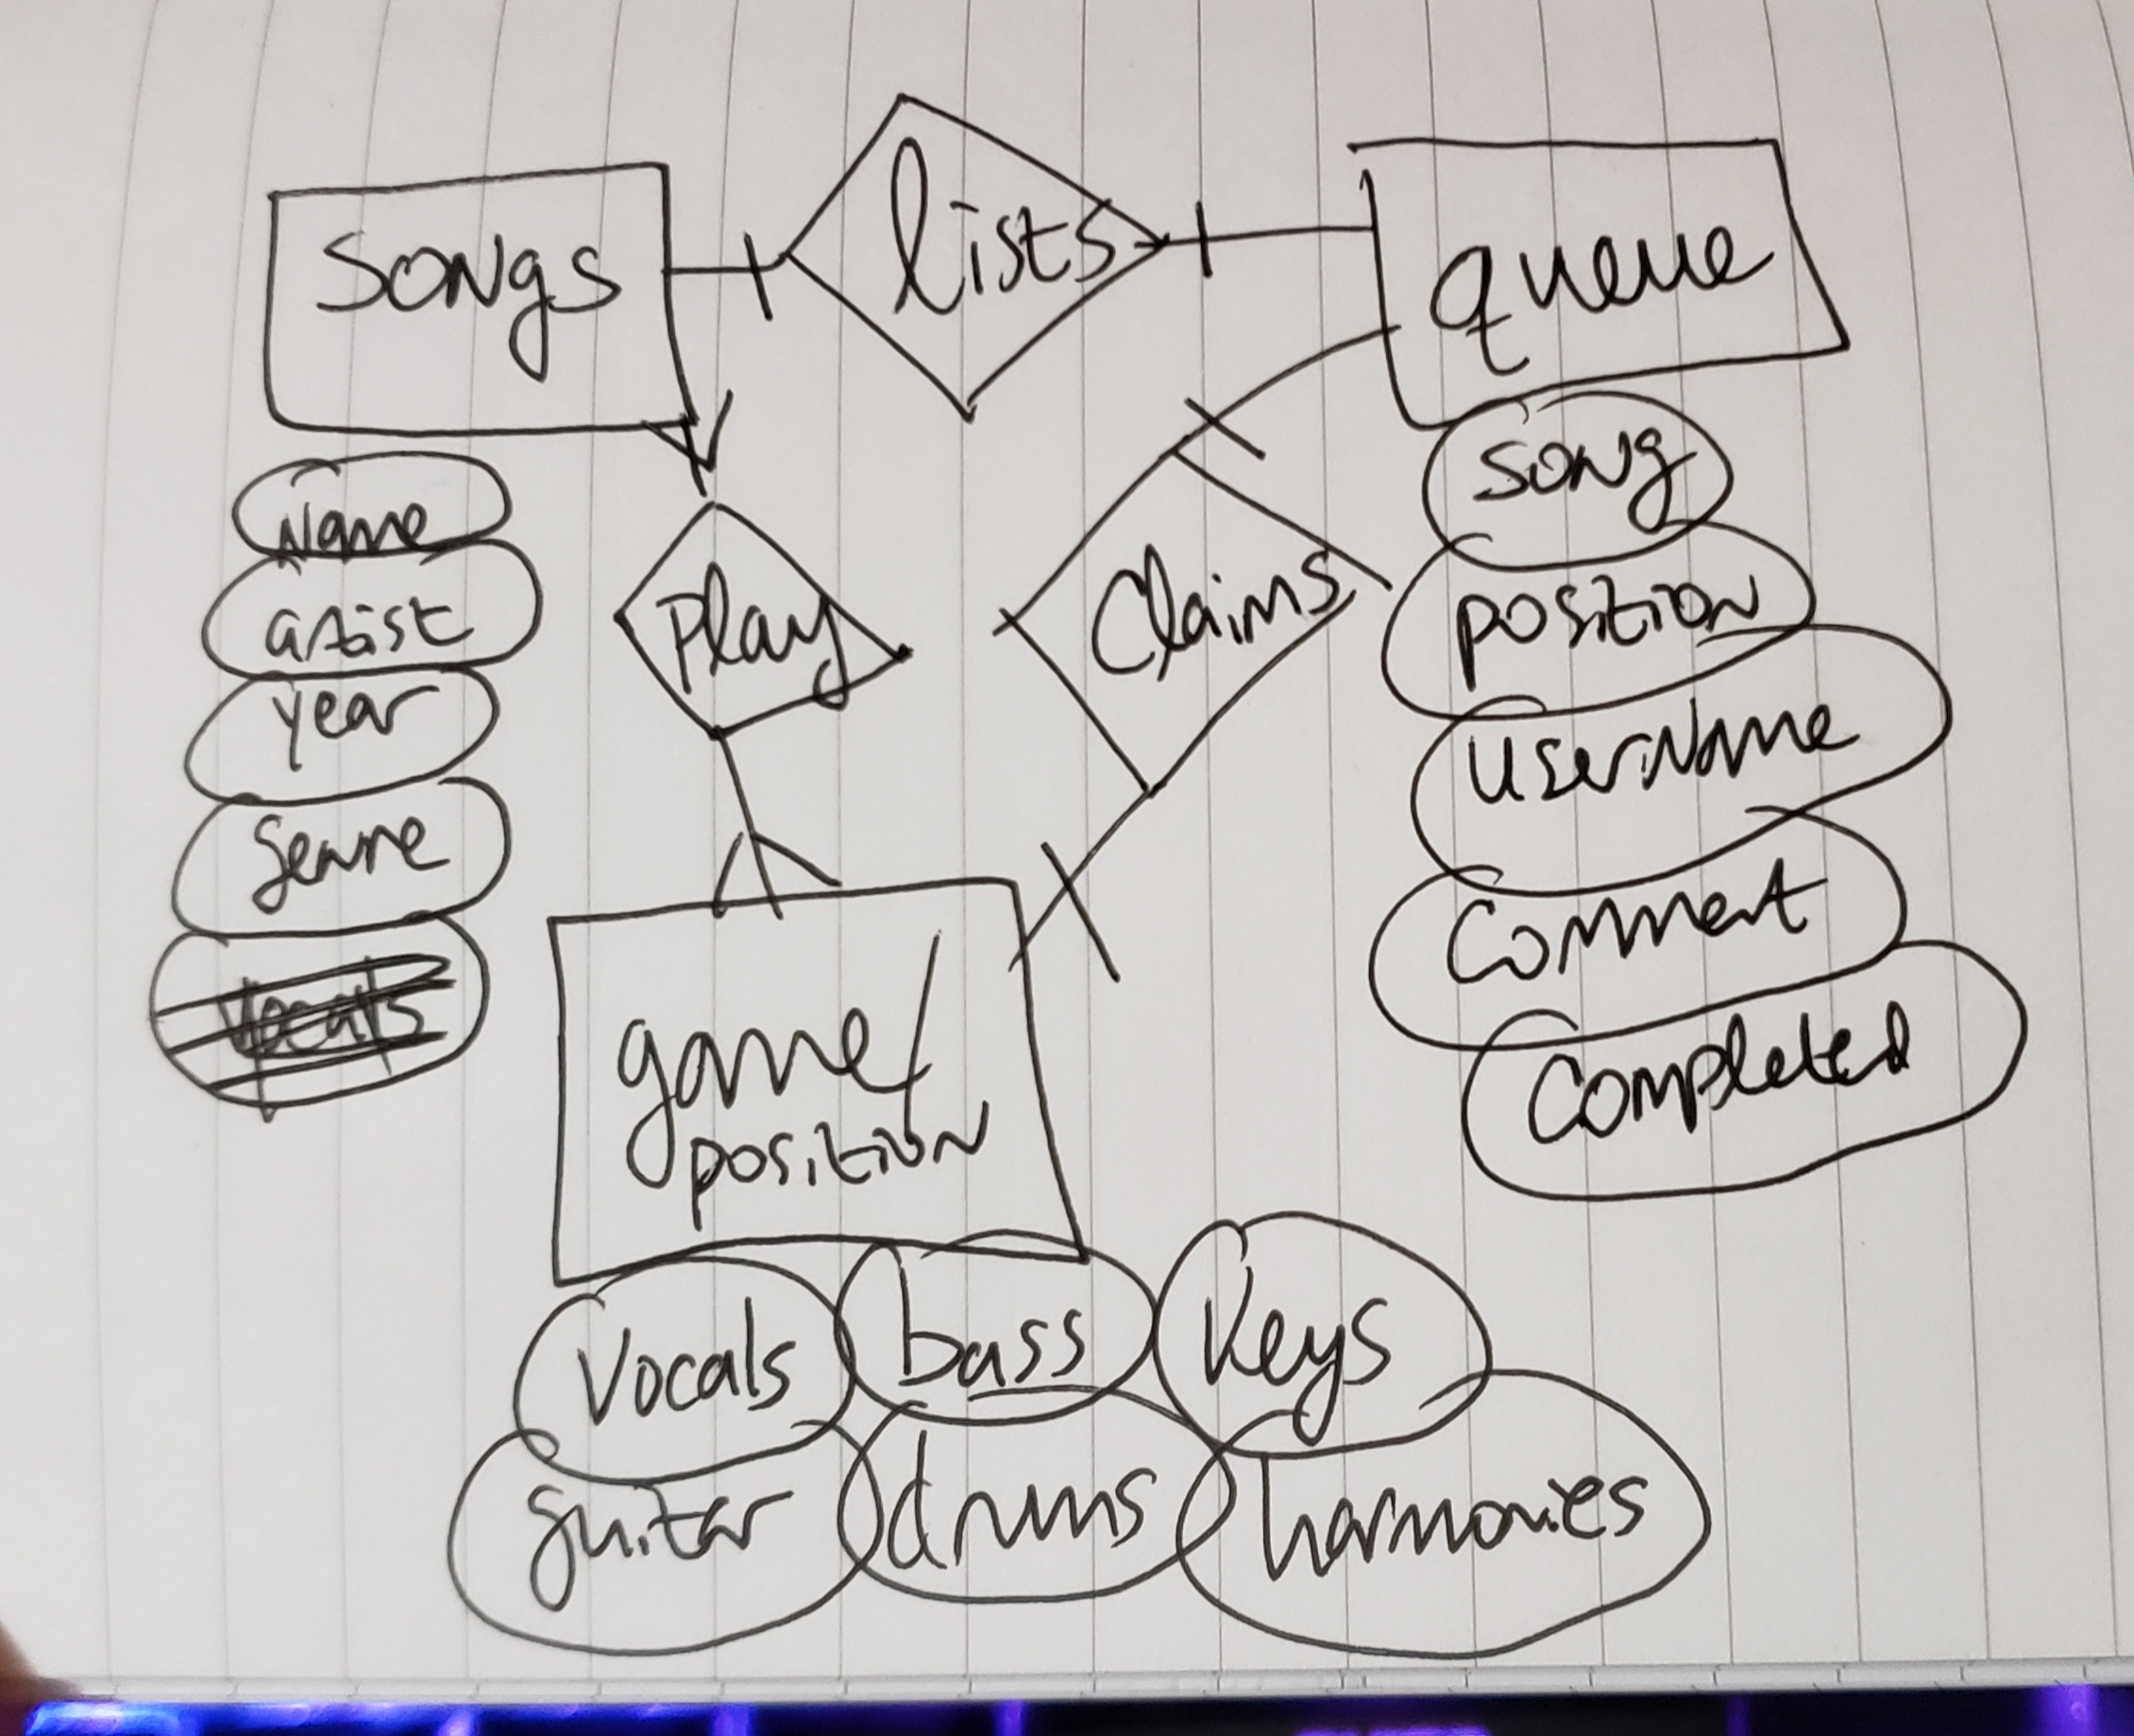 songs
lists
queue
Name
artist
year
genre
Vocals
Play
Claims
song
position
UserName
Comment
Completed
game/
position
Vocals
bass
Keys
guitar
drums
harmonies